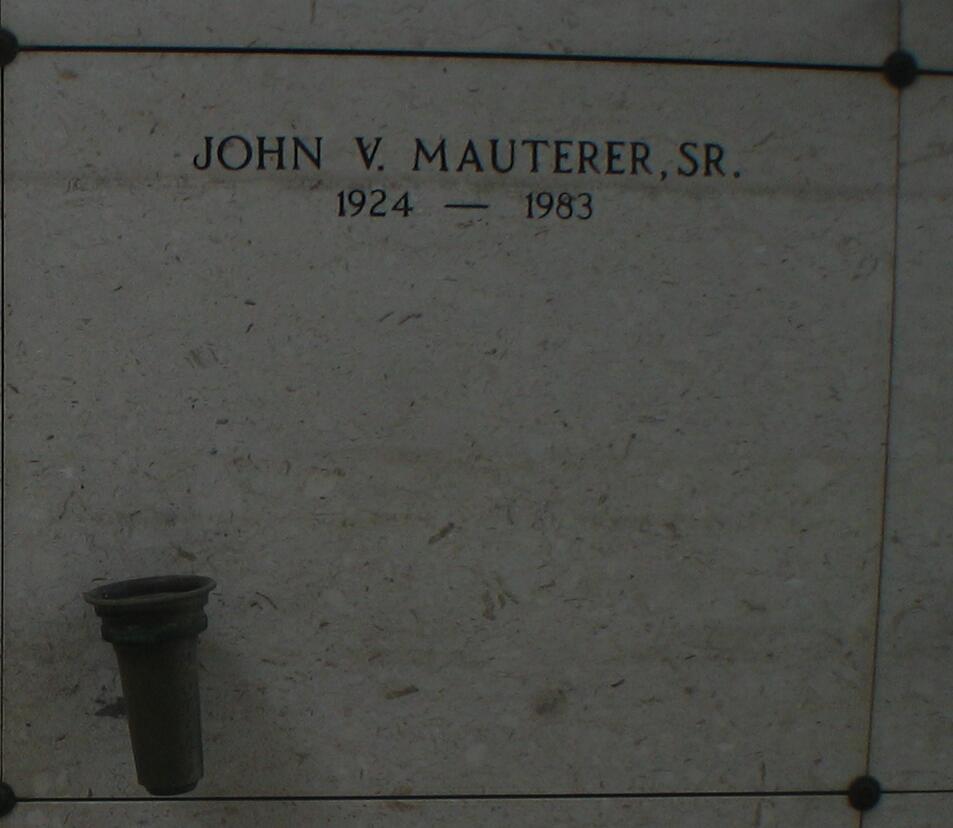 JOHN V. MAUTERER, SR.
1924 — 1983